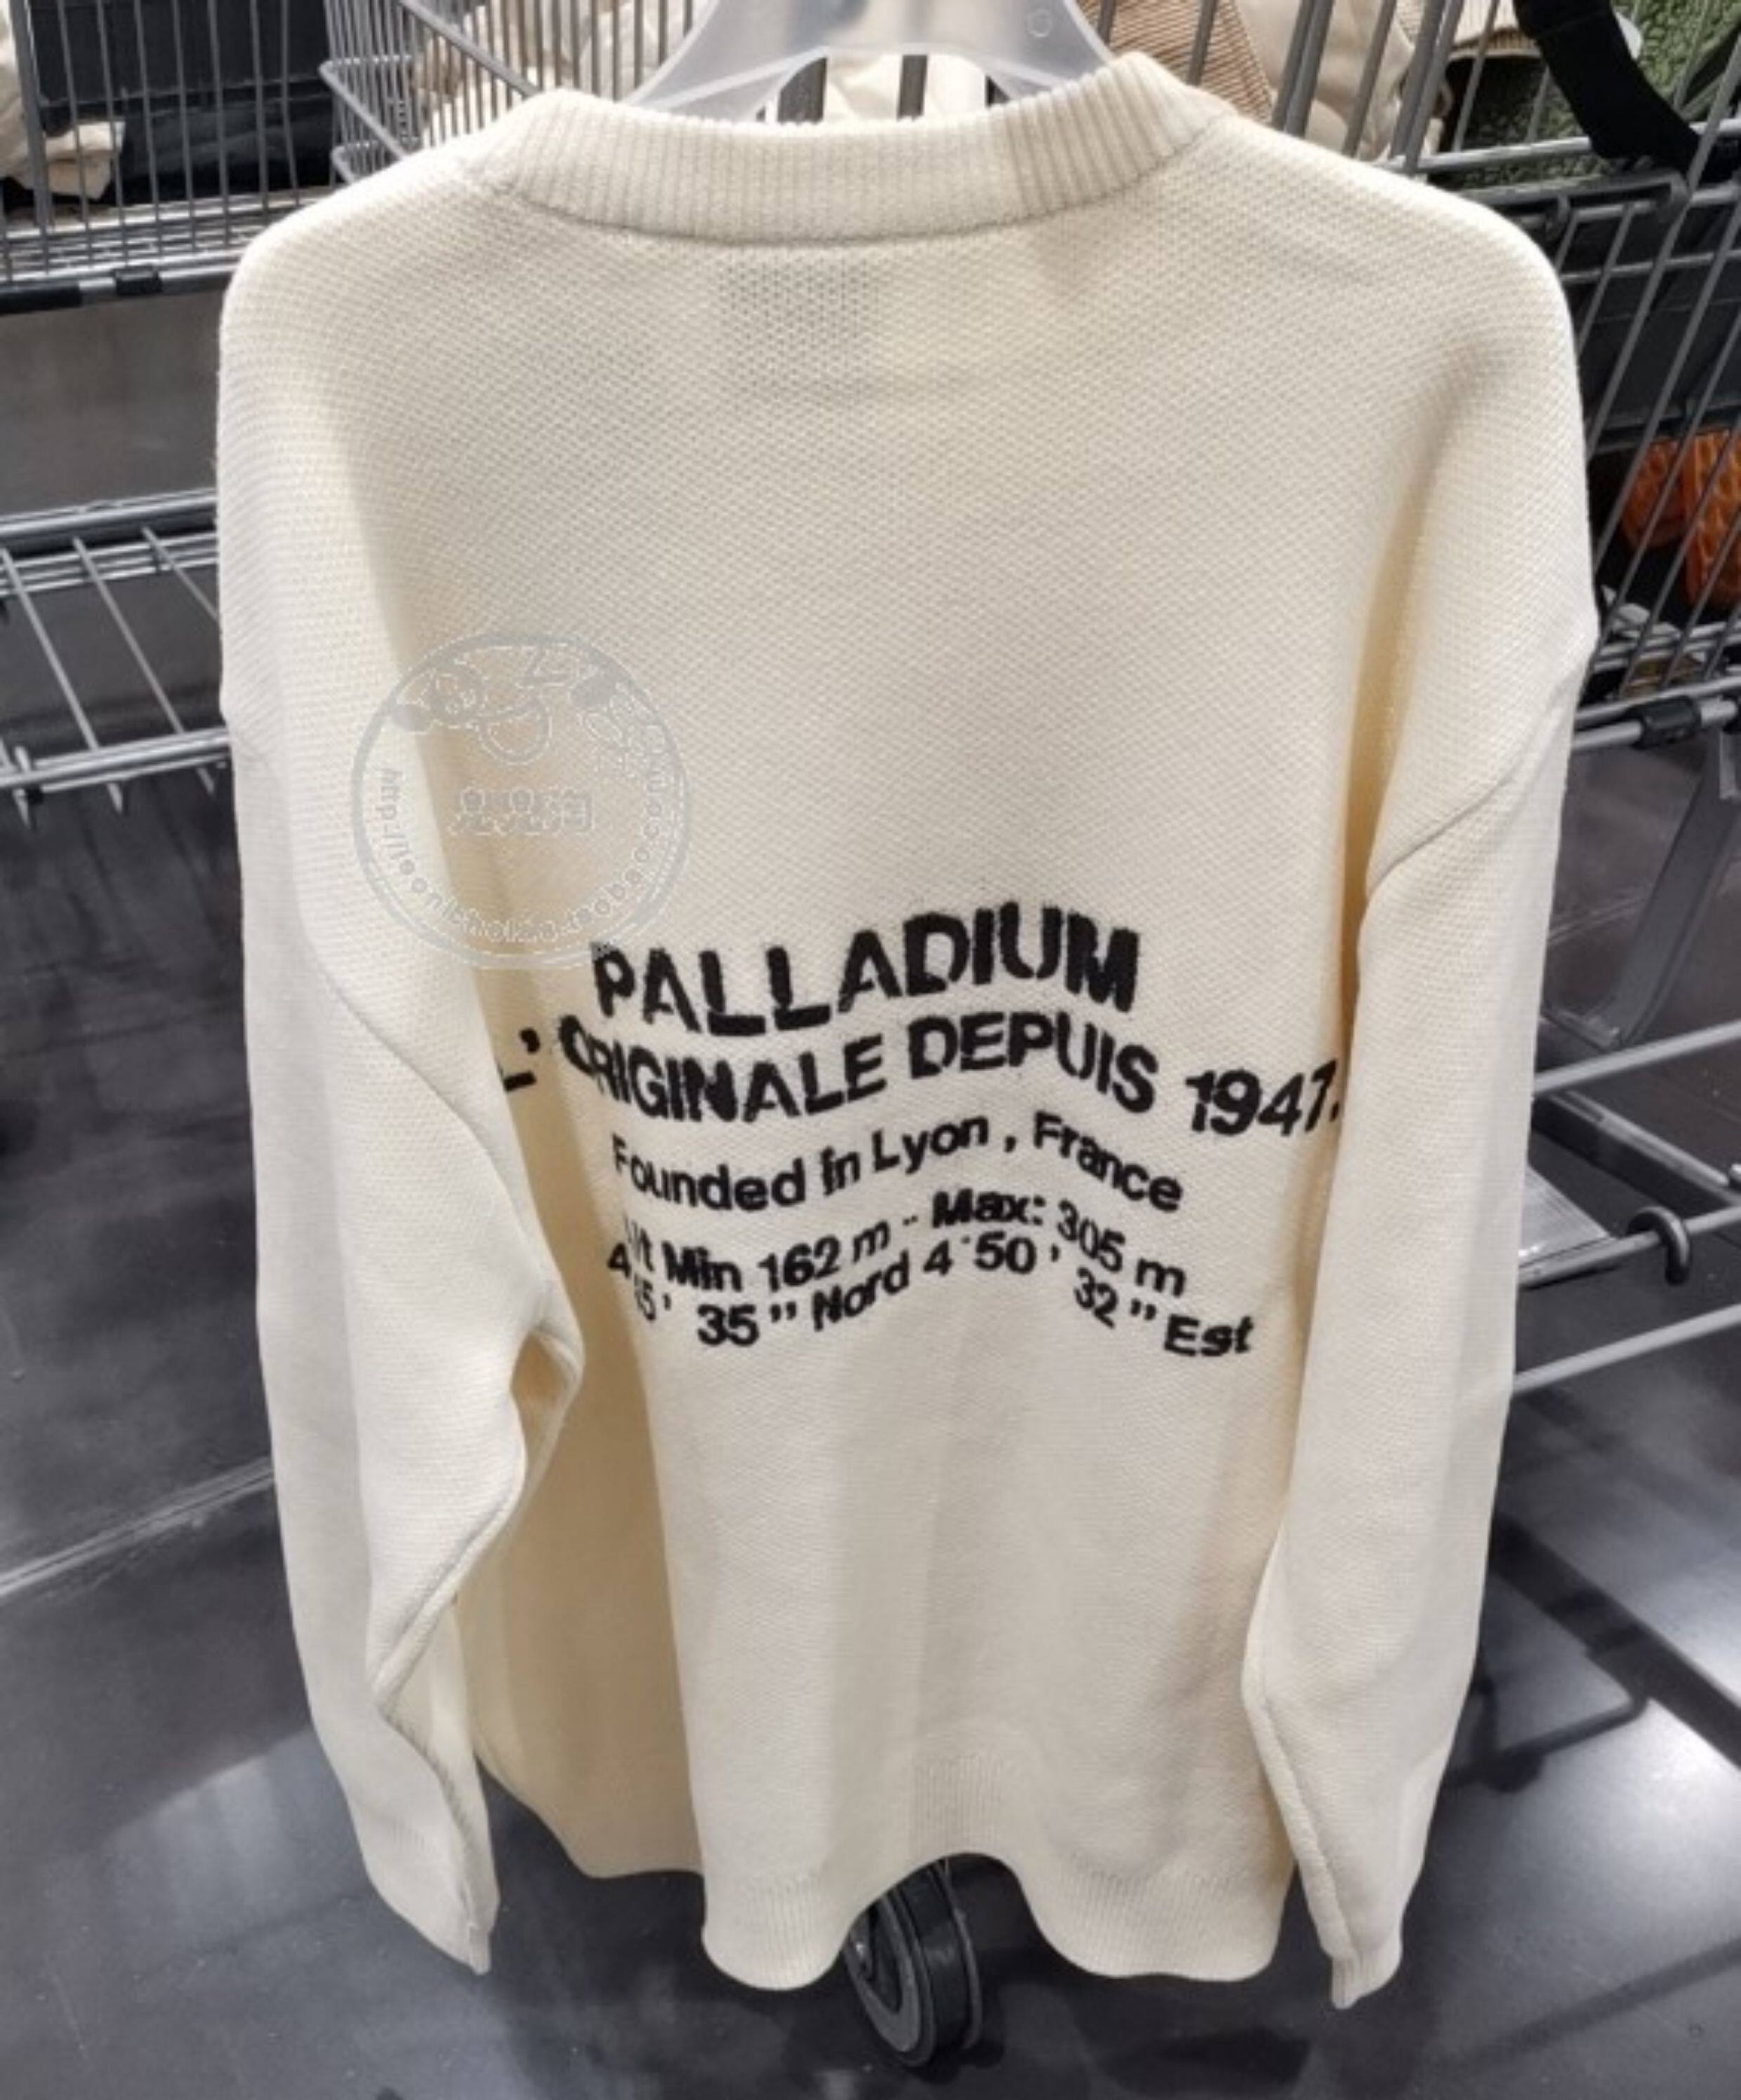 PALLADIUM
L' ORIGINALE DEPUIS 1947.
Founded in Lyon , France
Min 162 m - Max: 305 m
35 " Nord 4°50 ' 32 " Est